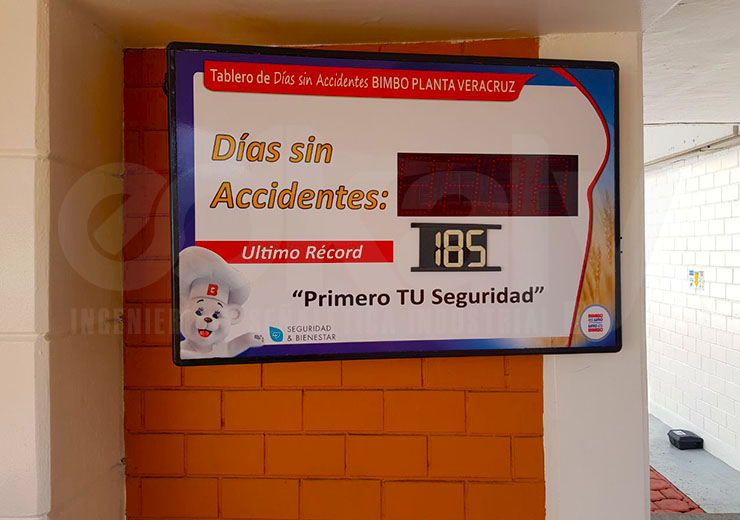 Tablero de Días sin Accidentes BIMBO PLANTA VERACRUZ
Días sin
Accidentes:
Ultimo Récord
185
“Primero TU Seguridad”
SEGURIDAD
& BIENESTAR